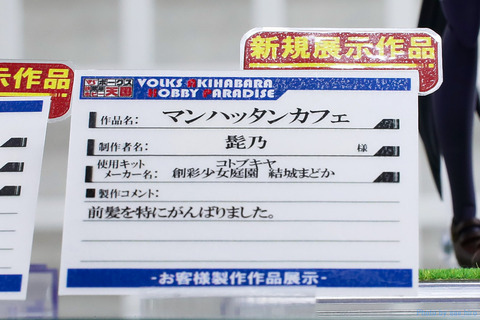 新規展示作品
示作品
ボークス
天国
VOLKS AKIHABARA
HOBBY PARADISE
作品名： マンハッタンカフェ
制作者名： 髭乃 様
使用キット
メーカー名： コトブキヤ
創彩少女庭園 結城まどか
■製作コメント：
前髪を特にがんばりました。
-お客様製作作品展示-